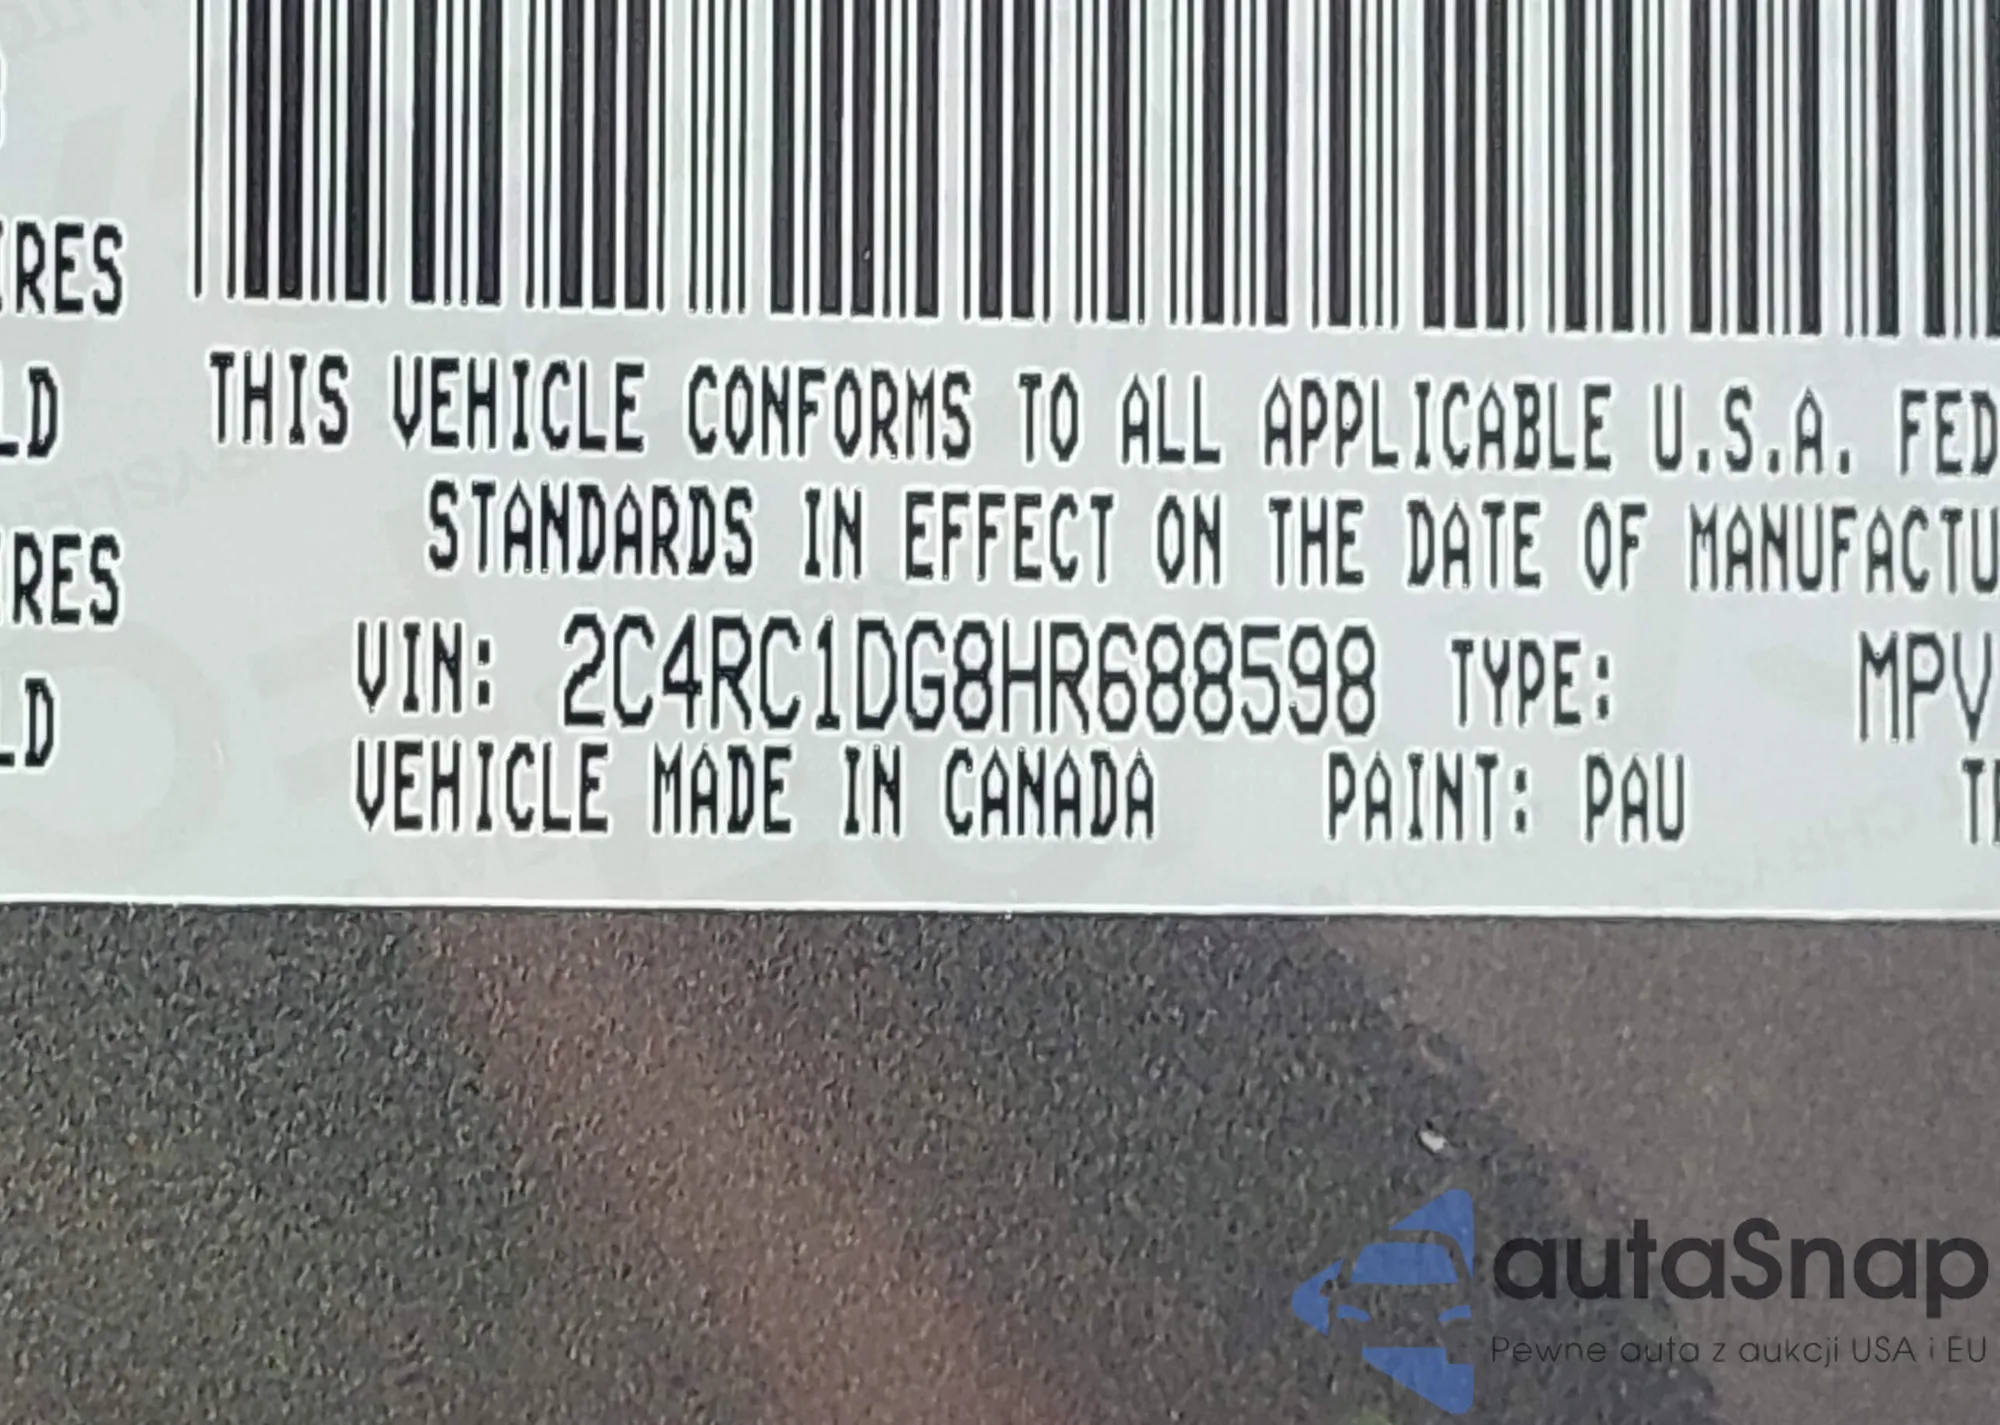 IRES
LD
IRES
LD
THIS VEHICLE CONFORMS TO ALL APPLICABLE U.S.A. FED
STANDARDS IN EFFECT ON THE DATE OF MANUFACTU
VIN: 2C4RC1DG8HR688598 TYPE: MPV
VEHICLE MADE IN CANADA PAINT: PAU
autaSnap
Pewne auta z aukcji USA i EU